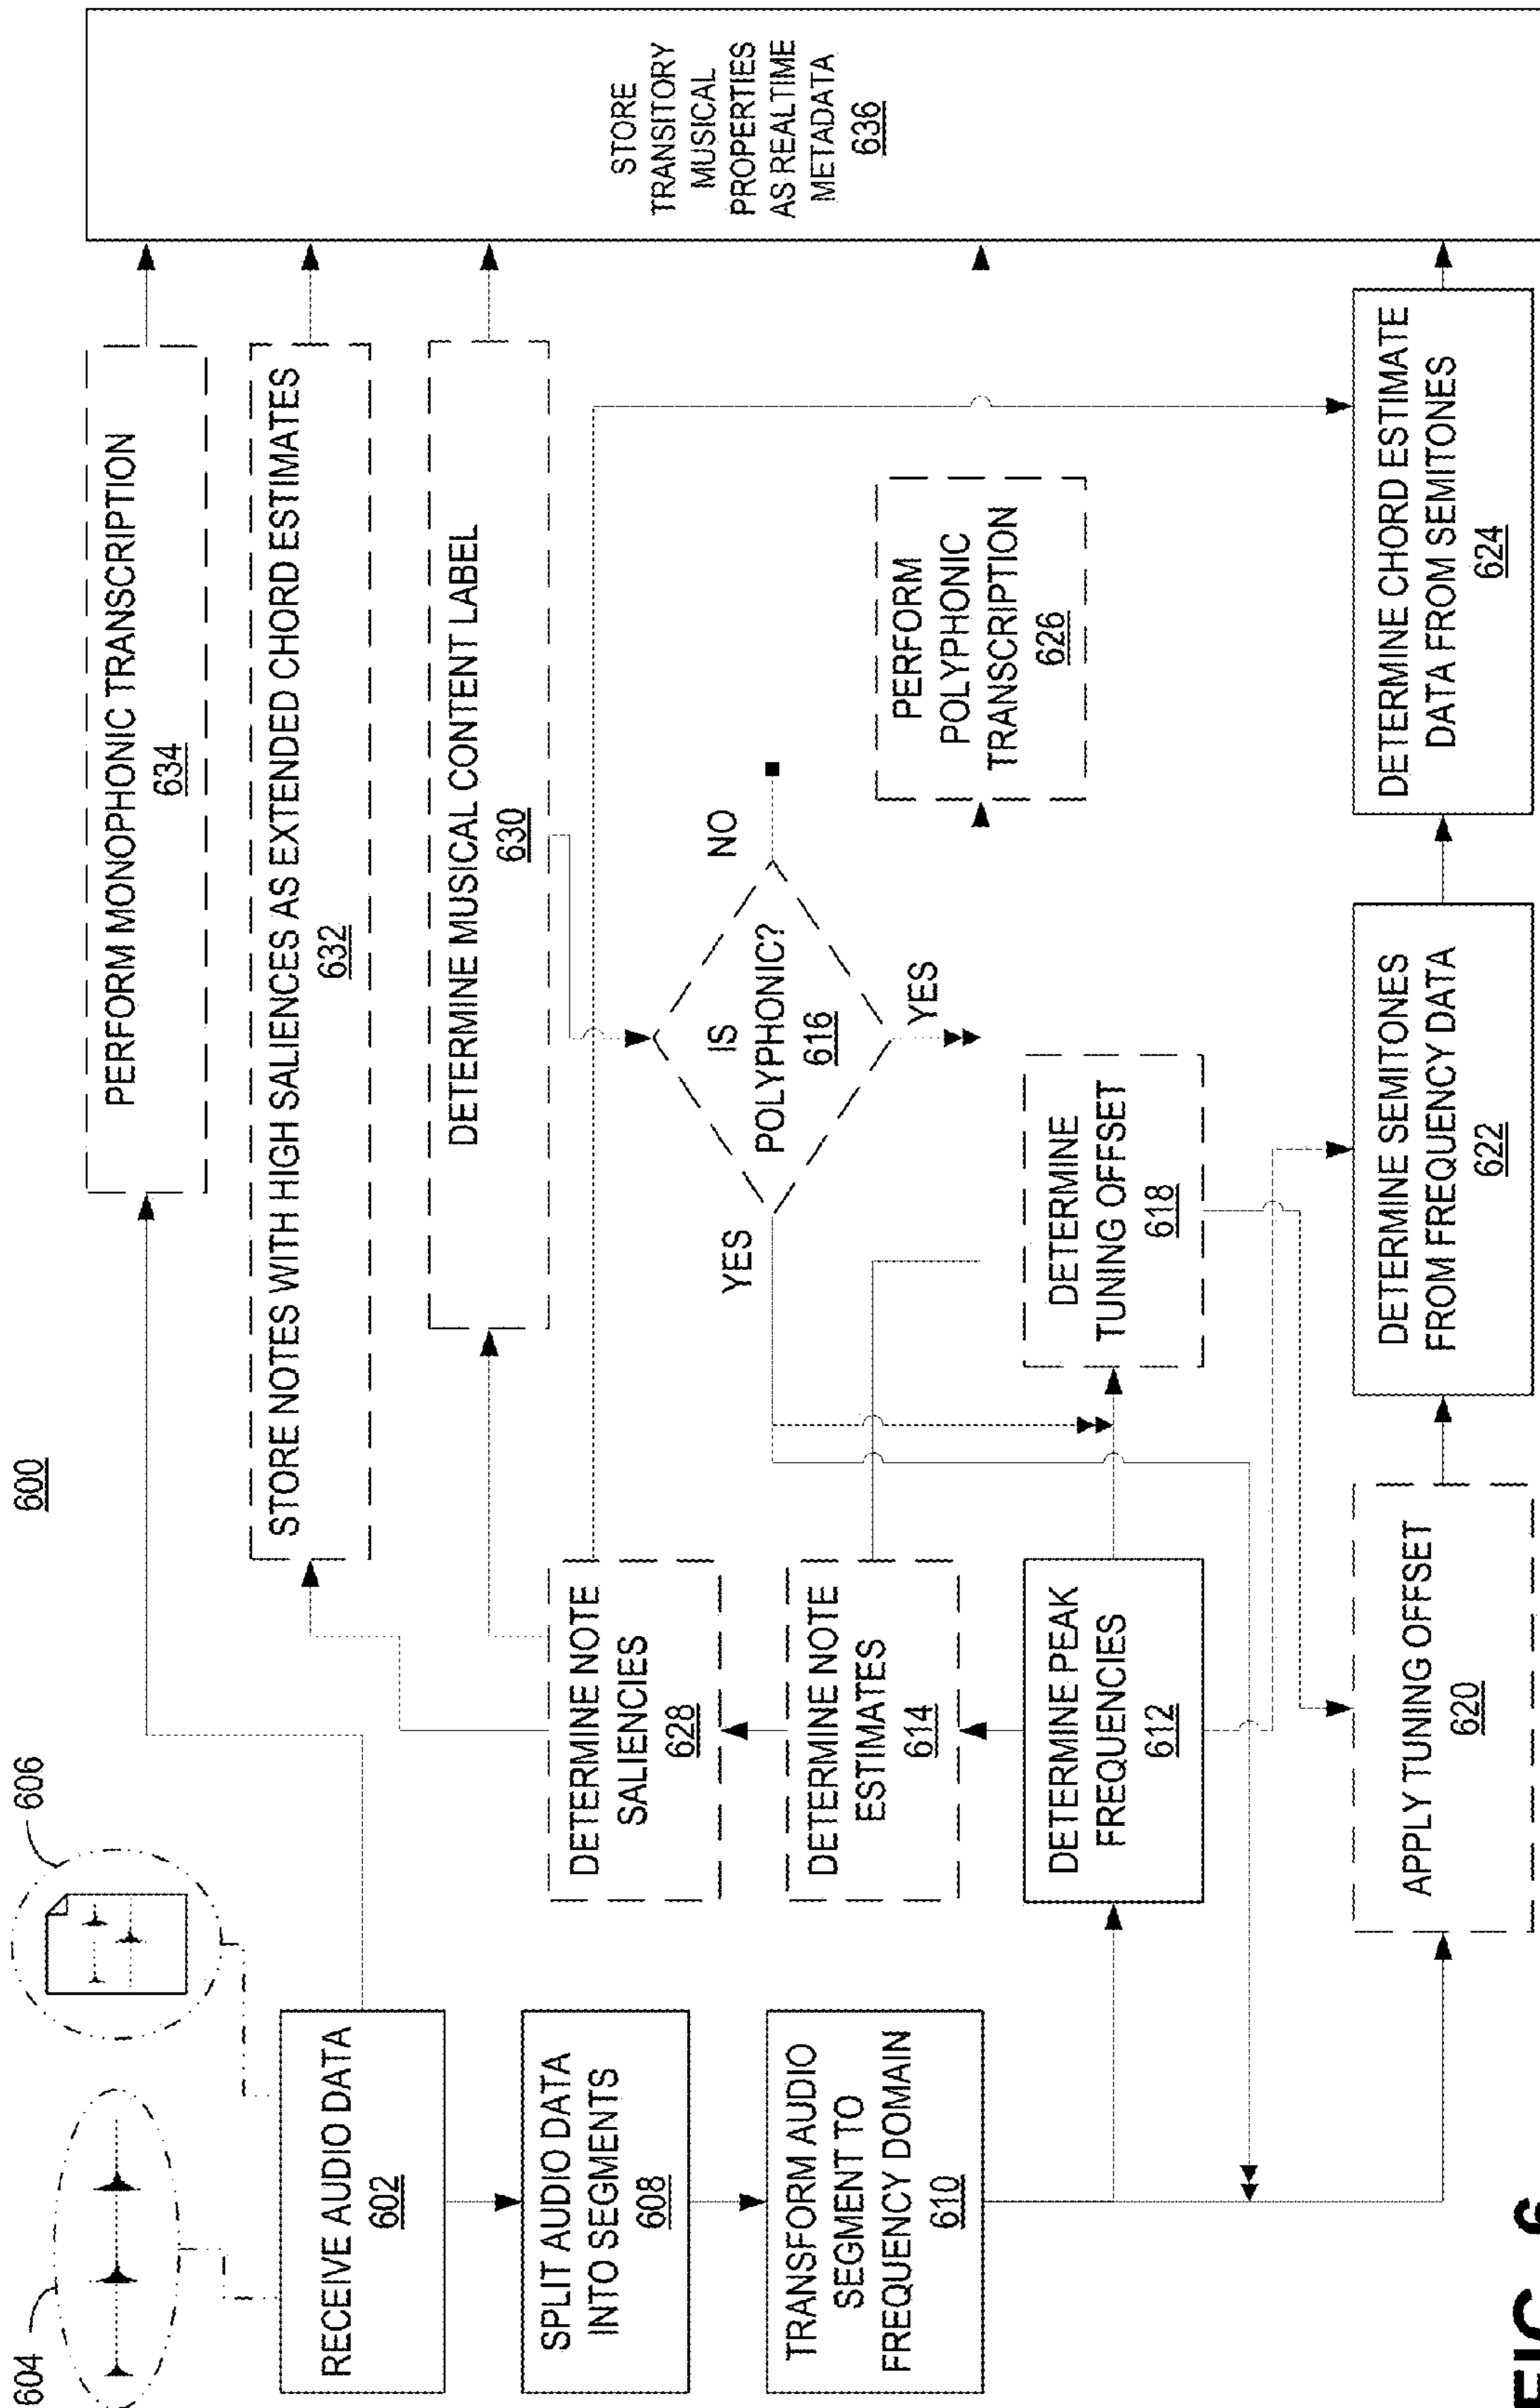 600
604
606
RECEIVE AUDIO DATA
602
SPLIT AUDIO DATA
INTO SEGMENTS
608
TRANSFORM AUDIO
SEGMENT TO
FREQUENCY DOMAIN
610
DETERMINE NOTE
SALIENCIES
628
DETERMINE NOTE
ESTIMATES
614
DETERMINE PEAK
FREQUENCIES
612
APPLY TUNING OFFSET
620
PERFORM MONOPHONIC TRANSCRIPTION
634
STORE NOTES WITH HIGH SALIENCES AS EXTENDED CHORD ESTIMATES
632
DETERMINE MUSICAL CONTENT LABEL
630
YES
IS
POLYPHONIC?
616
NO
YES
DETERMINE
TUNING OFFSET
618
DETERMINE SEMITONES
FROM FREQUENCY DATA
622
PERFORM
POLYPHONIC
TRANSCRIPTION
626
DETERMINE CHORD ESTIMATE
DATA FROM SEMITONES
624
STORE
TRANSITORY
MUSICAL
PROPERTIES
AS REALTIME
METADATA
636
FIG. 6